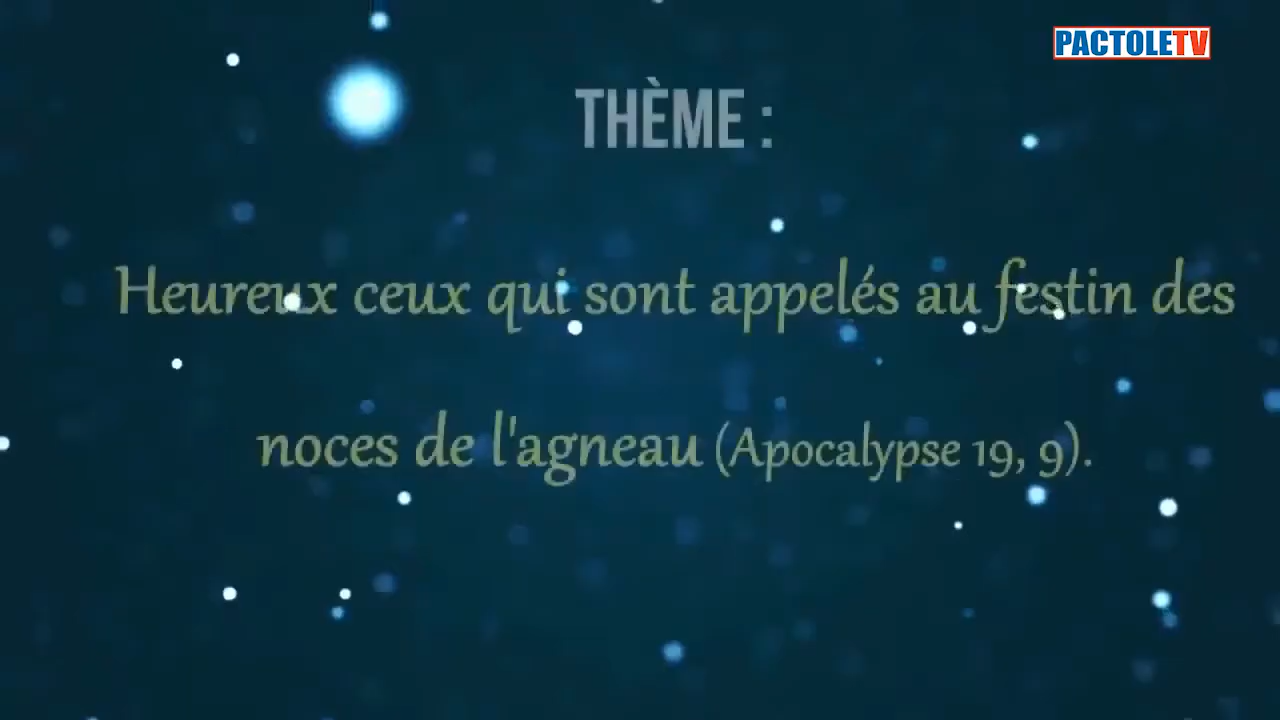 PACTOLETV
THÈME :
Heureux ceux qui sont appelés au festin des
noces de l'agneau (Apocalypse 19, 9).